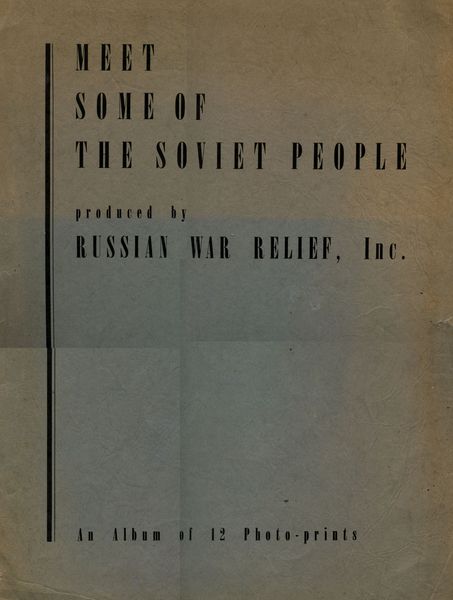 MEET
SOME OF
THE SOVIET PEOPLE
produced by
RUSSIAN WAR RELIEF, Inc.
An Album of 12 Photo-prints